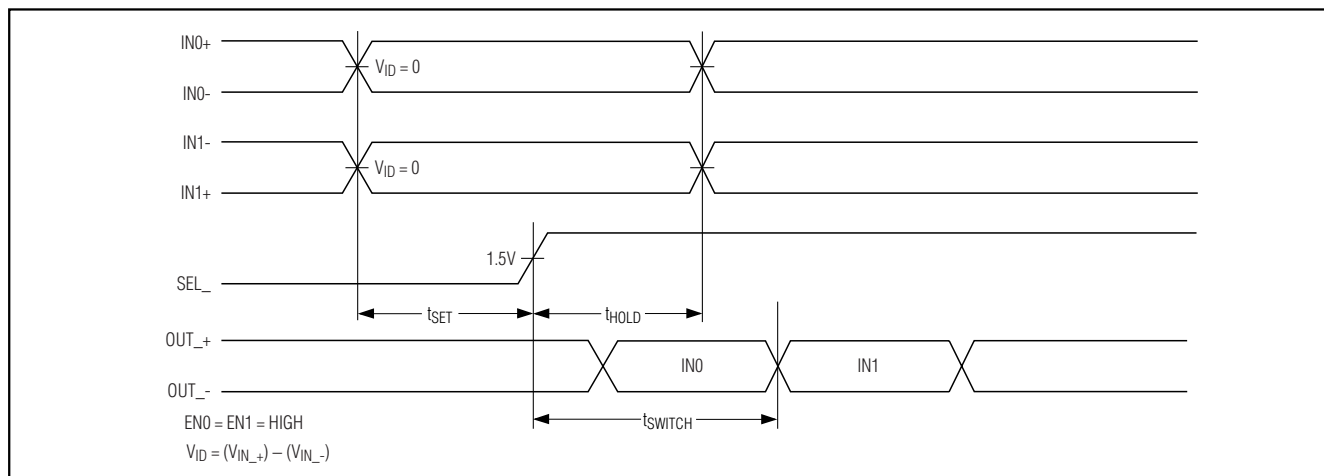 IN0+
V_ID = 0
IN0-
IN1-
V_ID = 0
IN1+
1.5V
SEL_
t_SET
t_HOLD
OUT_+
IN0
IN1
OUT_-
t_SWITCH
EN0 = EN1 = HIGH
V_ID = (V_IN_+) – (V_IN_-)